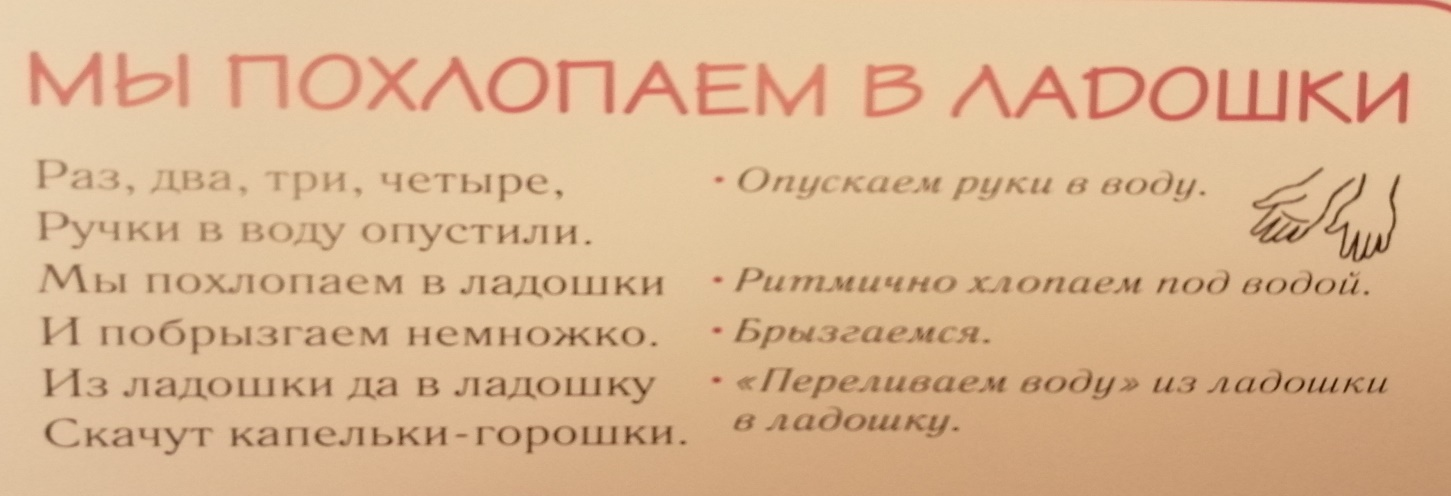 МЫ ПОХЛОПАЕМ В ЛАДОШКИ
Раз, два, три, четыре,
Ручки в воду опустили.
Мы похлопаем в ладошки
И побрызгаем немножко.
Из ладошки да в ладошку
Скачут капельки-горошки.
• Опускаем руки в воду.
• Ритмично хлопаем под водой.
• Брызгаемся.
• «Переливаем воду» из ладошки
в ладошку.